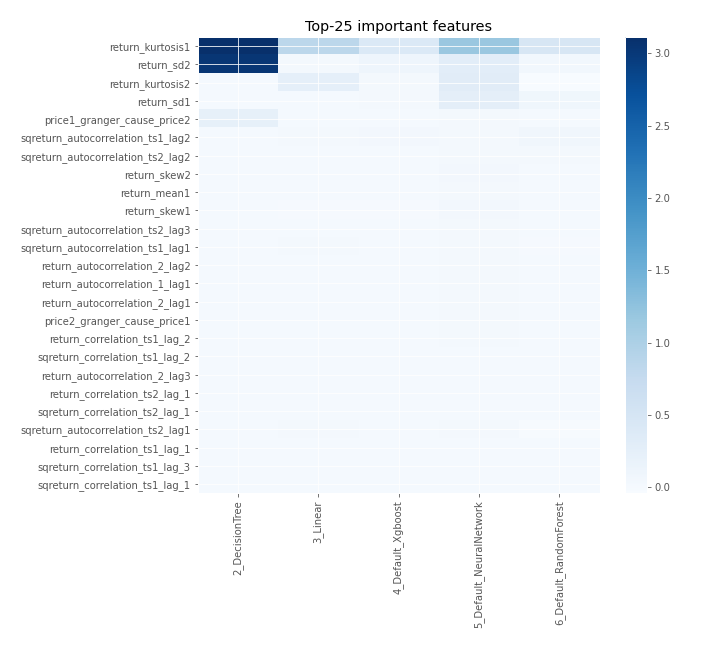 Top-25 important features
return_kurtosis1
return_sd2
return_kurtosis2
return_sd1
price1_granger_cause_price2
sqreturn_autocorrelation_ts1_lag2
sqreturn_autocorrelation_ts2_lag2
return_skew2
return_mean1
return_skew1
sqreturn_autocorrelation_ts2_lag3
sqreturn_autocorrelation_ts1_lag1
return_autocorrelation_2_lag2
return_autocorrelation_1_lag1
return_autocorrelation_2_lag1
price2_granger_cause_price1
return_correlation_ts1_lag_2
sqreturn_correlation_ts1_lag_2
return_autocorrelation_2_lag3
return_correlation_ts2_lag_1
sqreturn_correlation_ts2_lag_1
sqreturn_autocorrelation_ts2_lag1
return_correlation_ts1_lag_1
sqreturn_correlation_ts1_lag_3
sqreturn_correlation_ts1_lag_1
2_DecisionTree
3_Linear
4_Default_Xgboost
5_Default_NeuralNetwork
6_Default_RandomForest
3.0
2.5
2.0
1.5
1.0
0.5
0.0